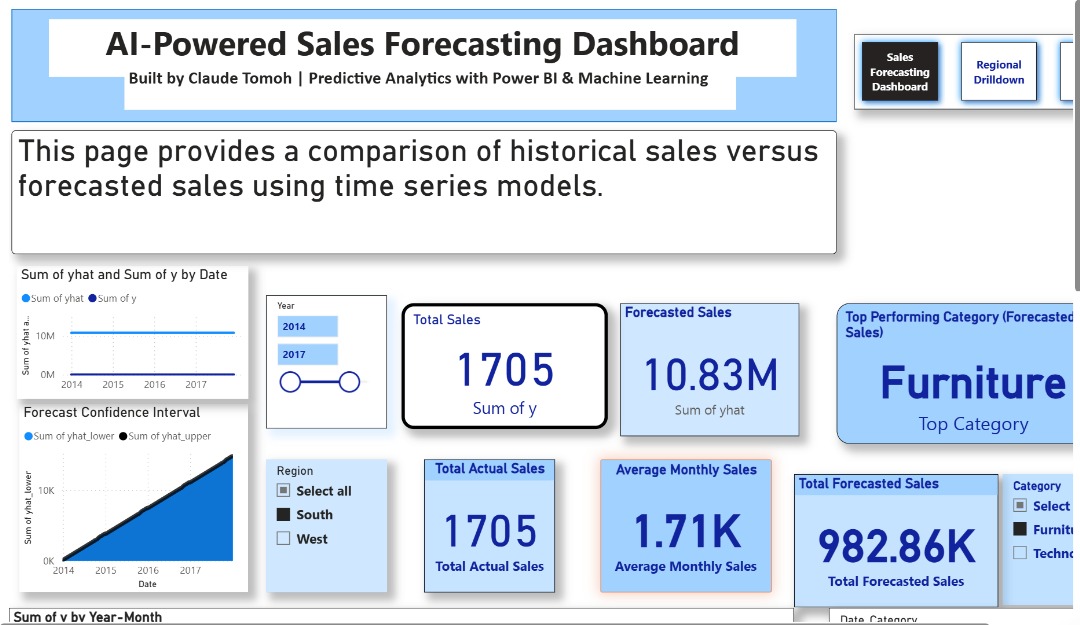 AI-Powered Sales Forecasting Dashboard
Built by Claude Tomoh | Predictive Analytics with Power BI & Machine Learning
Sales
Forecasting
Dashboard
Regional
Drilldown
This page provides a comparison of historical sales versus
forecasted sales using time series models.
Sum of yhat and Sum of y by Date
Sum of yhat
Sum of y
Sum of yhat a...
10M
0M
2014
2015
2016
2017
Forecast Confidence Interval
Sum of yhat_lower
Sum of yhat_upper
Sum of yhat_lower
10K
0K
2014
2015
2016
2017
Date
Year
2014
2017
Total Sales
1705
Sum of y
Forecasted Sales
10.83M
Sum of yhat
Top Performing Category (Forecasted
Sales)
Furniture
Top Category
Region
Select all
South
West
Total Actual Sales
1705
Total Actual Sales
Average Monthly Sales
1.71K
Average Monthly Sales
Total Forecasted Sales
982.86K
Total Forecasted Sales
Category
Select
Furnitu
Techno
Sum of y by Year-Month
Date, Category